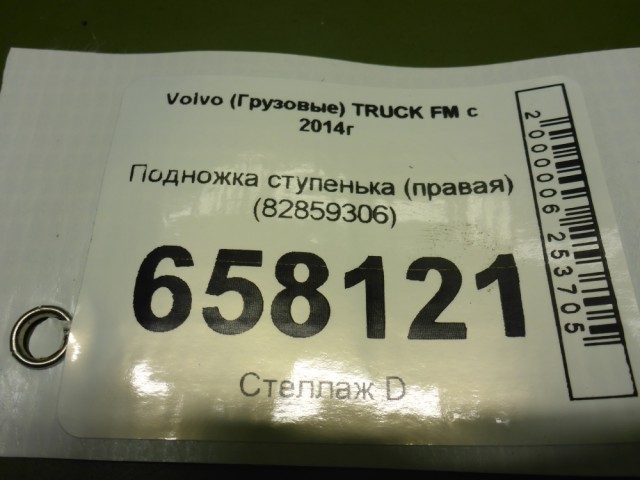 Volvo (Грузовые) TRUCK FM с
2014г
Подножка ступенька (правая)
(82859306)
658121
Стеллаж D
2000006253705